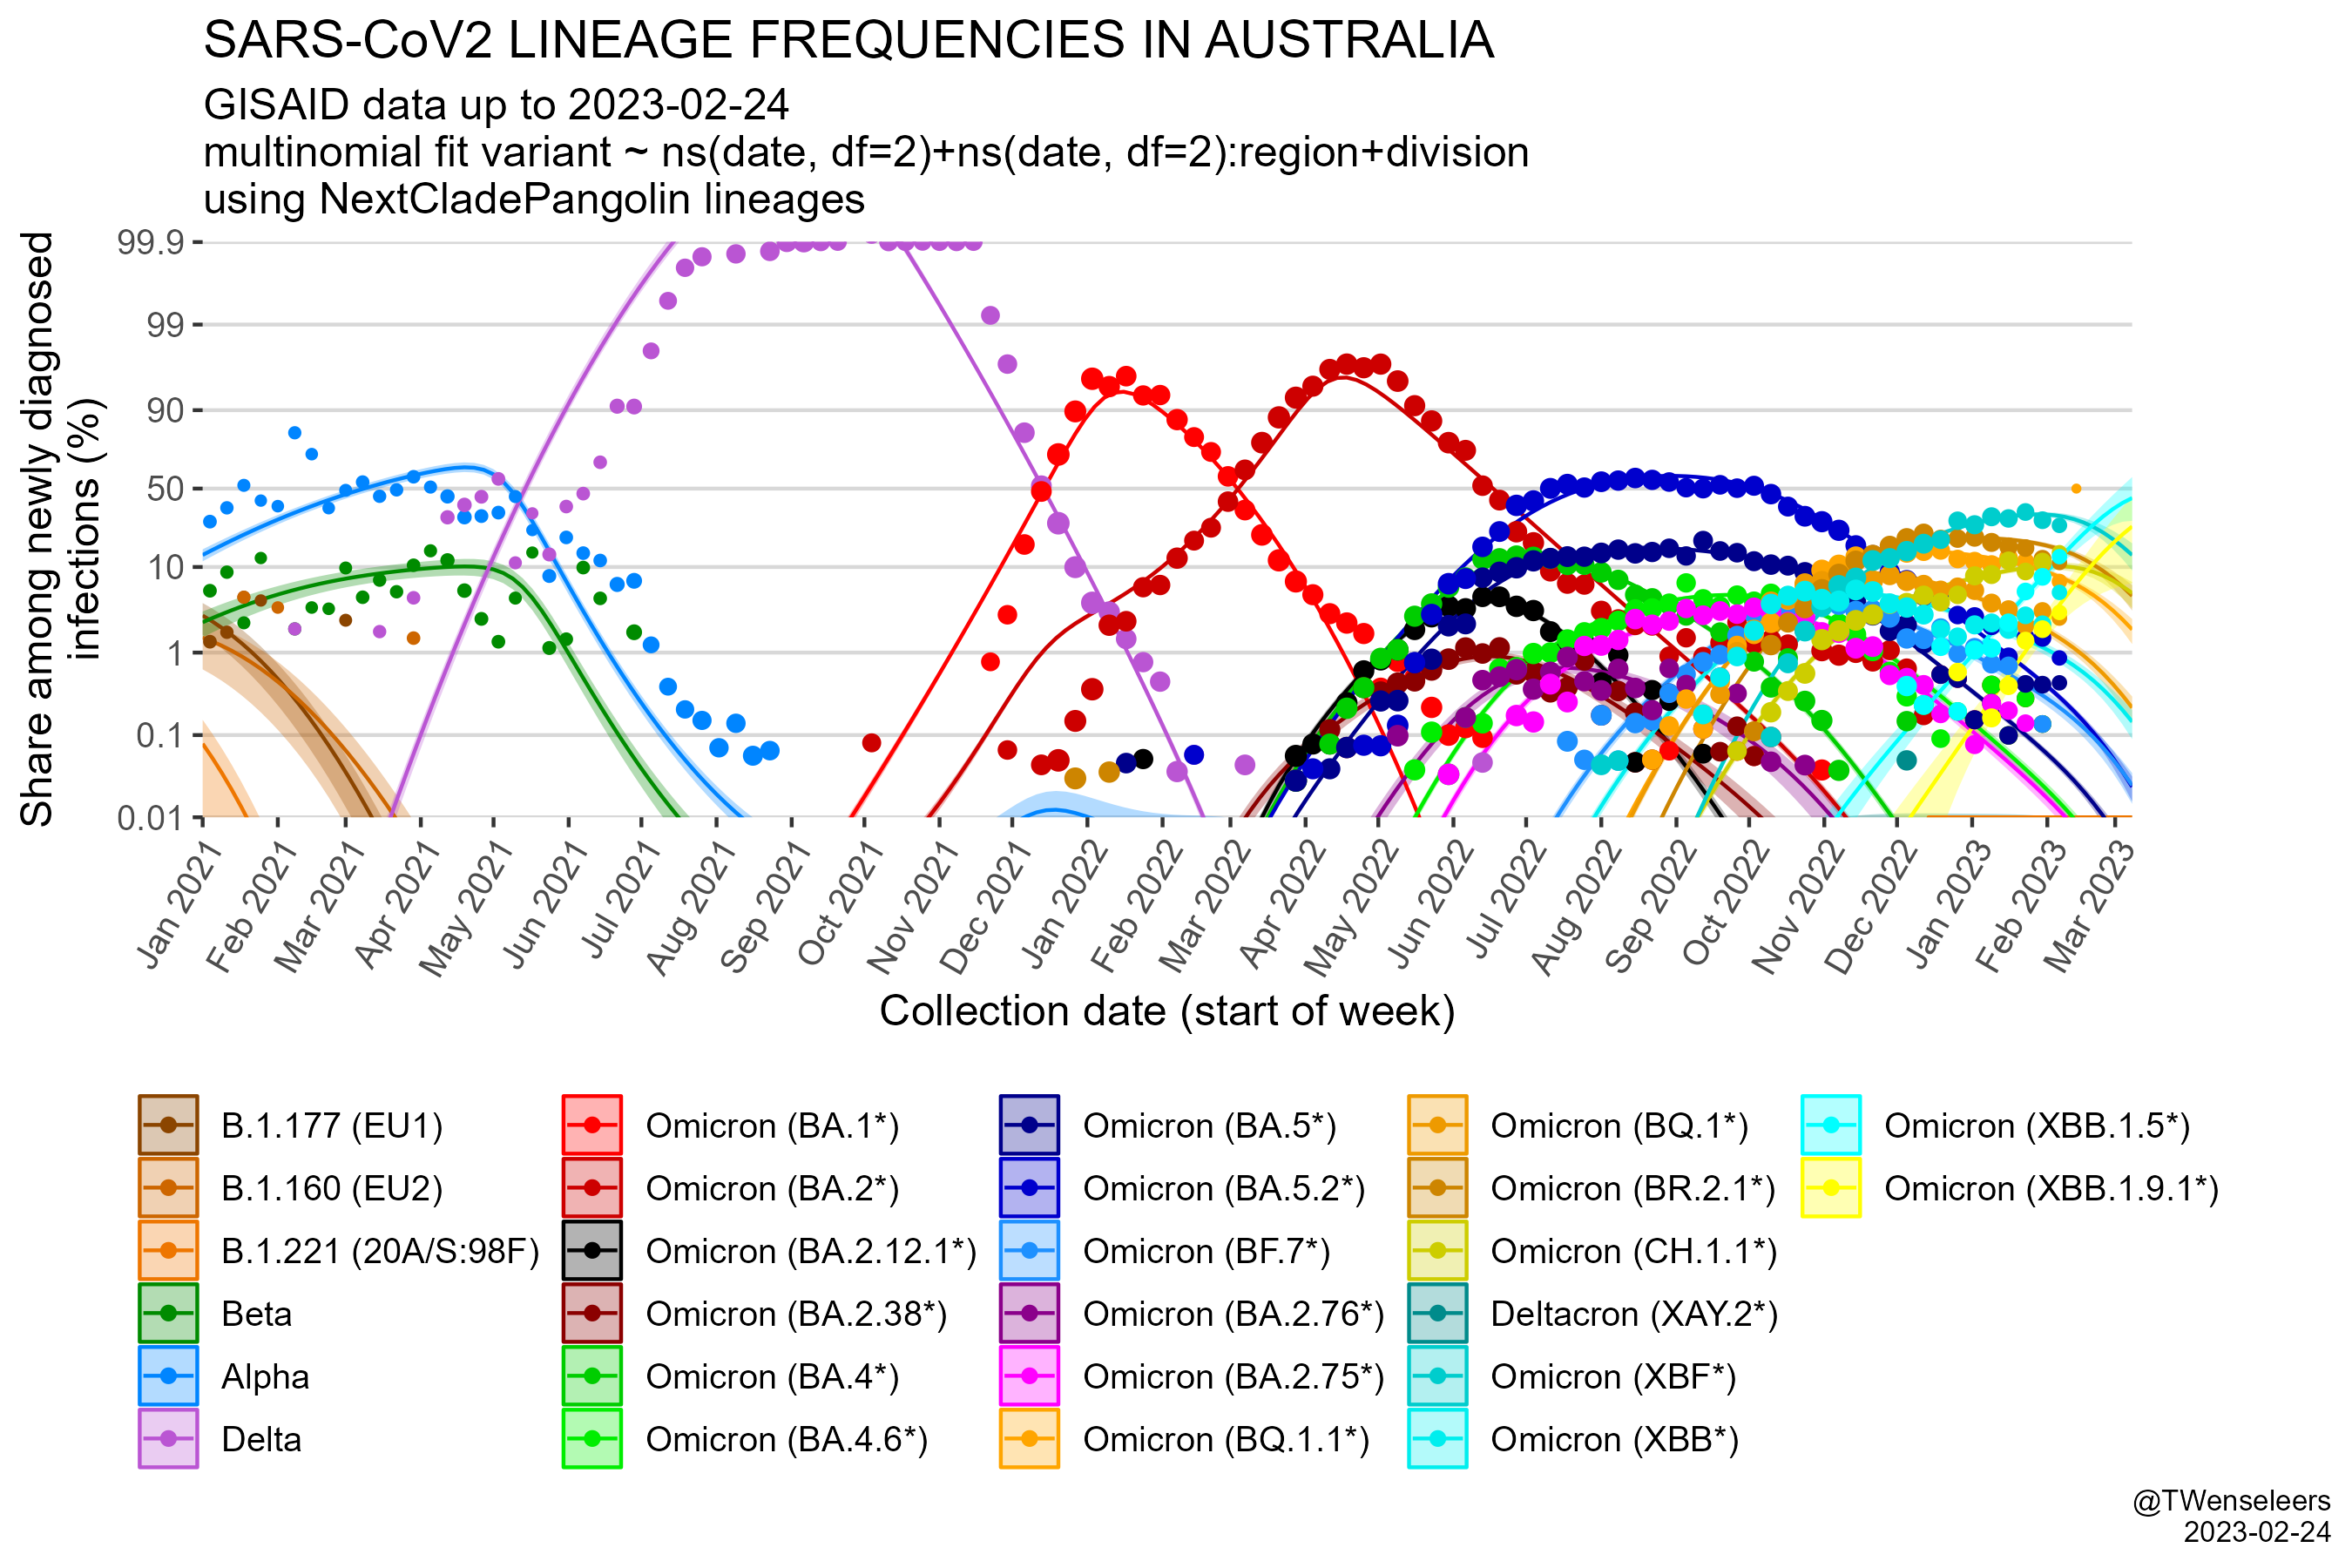 SARS-CoV2 LINEAGE FREQUENCIES IN AUSTRALIA
GISAID data up to 2023-02-24
multinomial fit variant ~ ns(date, df=2)+ns(date, df=2):region+division
using NextCladePangolin lineages
Share among newly diagnosed
infections (%)
99.9
99
90
50
10
1
0.1
0.01
Jan 2021
Feb 2021
Mar 2021
Apr 2021
May 2021
Jun 2021
Jul 2021
Aug 2021
Sep 2021
Oct 2021
Nov 2021
Dec 2021
Jan 2022
Feb 2022
Mar 2022
Apr 2022
May 2022
Jun 2022
Jul 2022
Aug 2022
Sep 2022
Oct 2022
Nov 2022
Dec 2022
Jan 2023
Feb 2023
Mar 2023
Collection date (start of week)
B.1.177 (EU1)
B.1.160 (EU2)
B.1.221 (20A/S:98F)
Beta
Alpha
Delta
Omicron (BA.1*)
Omicron (BA.2*)
Omicron (BA.2.12.1*)
Omicron (BA.2.38*)
Omicron (BA.4*)
Omicron (BA.4.6*)
Omicron (BA.5*)
Omicron (BA.5.2*)
Omicron (BF.7*)
Omicron (BA.2.76*)
Omicron (BA.2.75*)
Omicron (BQ.1.1*)
Omicron (BQ.1*)
Omicron (BR.2.1*)
Omicron (CH.1.1*)
Deltacron (XAY.2*)
Omicron (XBF*)
Omicron (XBB*)
Omicron (XBB.1.5*)
Omicron (XBB.1.9.1*)
@TWenseleers
2023-02-24